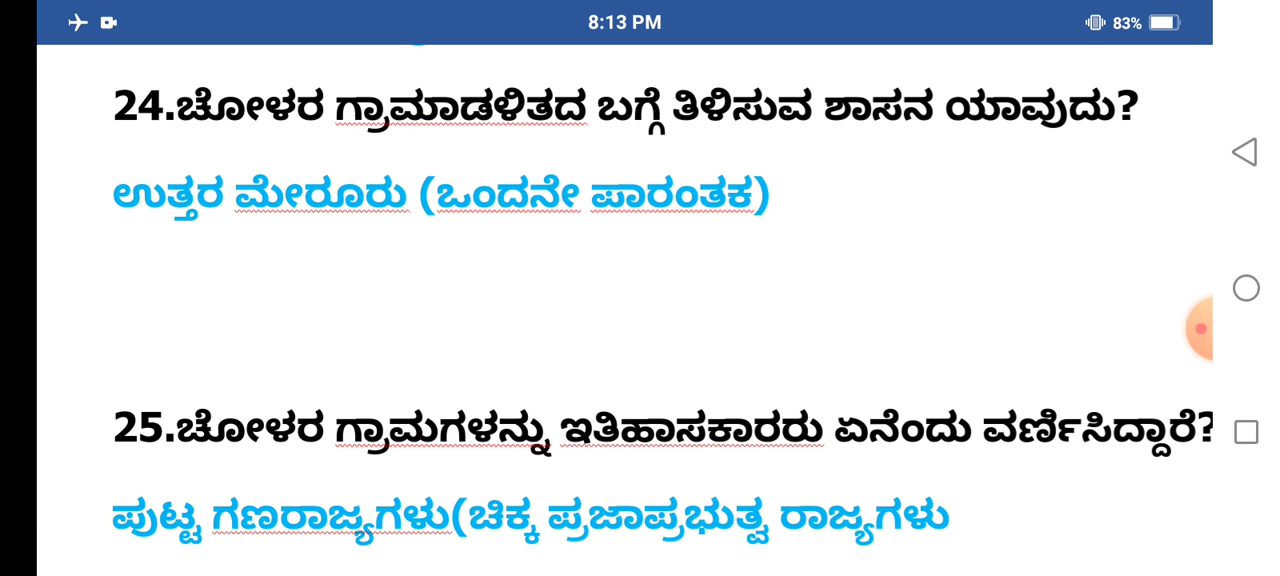 8:13 PM
83%
24.ಚೋಳರ ಗ್ರಾಮಾಡಳಿತದ ಬಗ್ಗೆ ತಿಳಿಸುವ ಶಾಸನ ಯಾವುದು?
ಉತ್ತರ ಮೇರೂರು (ಒಂದನೇ ಪಾರಂತಕ)
25.ಚೋಳರ ಗ್ರಾಮಗಳನ್ನು ಇತಿಹಾಸಕಾರರು ಏನೆಂದು ವರ್ಣಿಸಿದ್ದಾರೆ?
ಪುಟ್ಟ ಗಣರಾಜ್ಯಗಳು(ಚಿಕ್ಕ ಪ್ರಜಾಪ್ರಭುತ್ವ ರಾಜ್ಯಗಳು